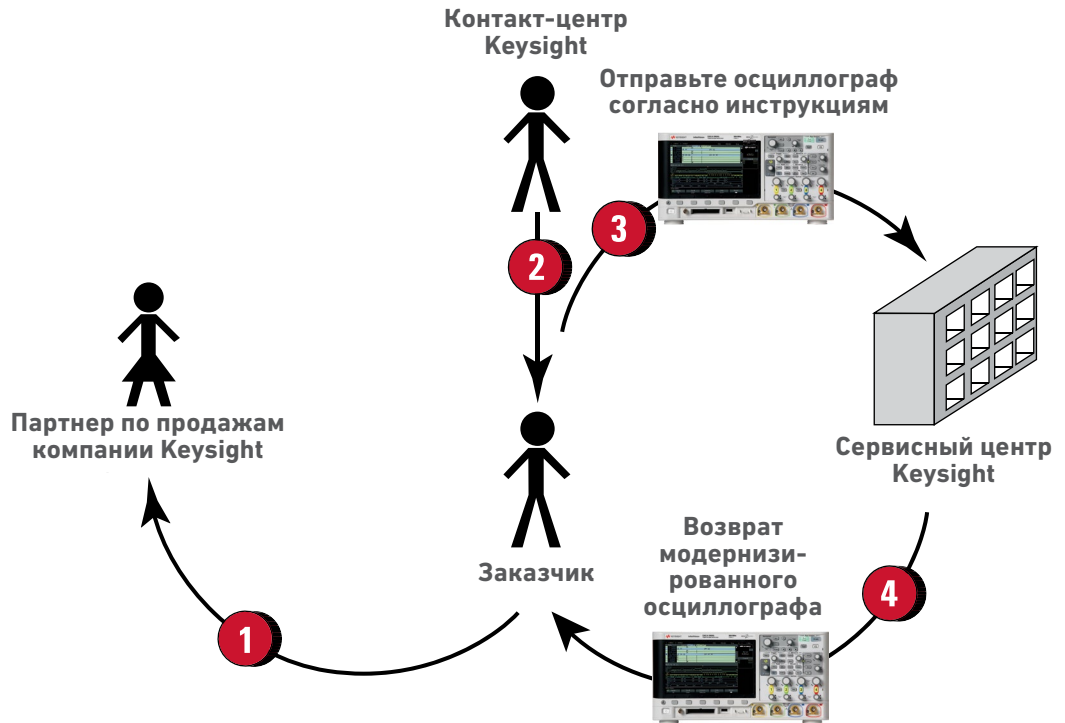 Контакт-центр
Keysight
Отправьте осциллограф
согласно инструкциям
3
2
Партнер по продажам
компании Keysight
Сервисный центр
Keysight
Заказчик
Возврат
модернизи-
рованного
осциллографа
4
1